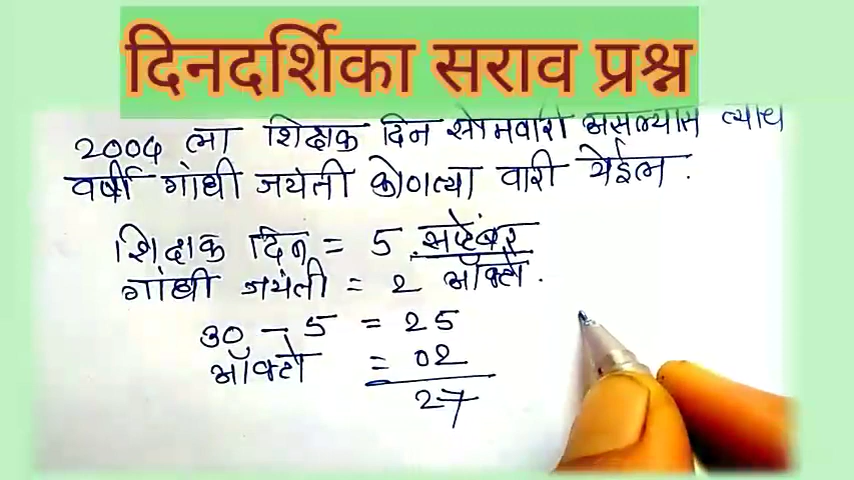 दिनदर्शिका सराव प्रश्न
2004 ला शिक्षक दिन सोमवारी असल्यास त्याच
वर्षी गांधी जयंती कोणत्या वारी येईल .
शिक्षक दिन = 5 सप्टेंबर
गांधी जयंती = 2 ऑक्टो .
30 - 5 = 25
ऑक्टो = 02
27